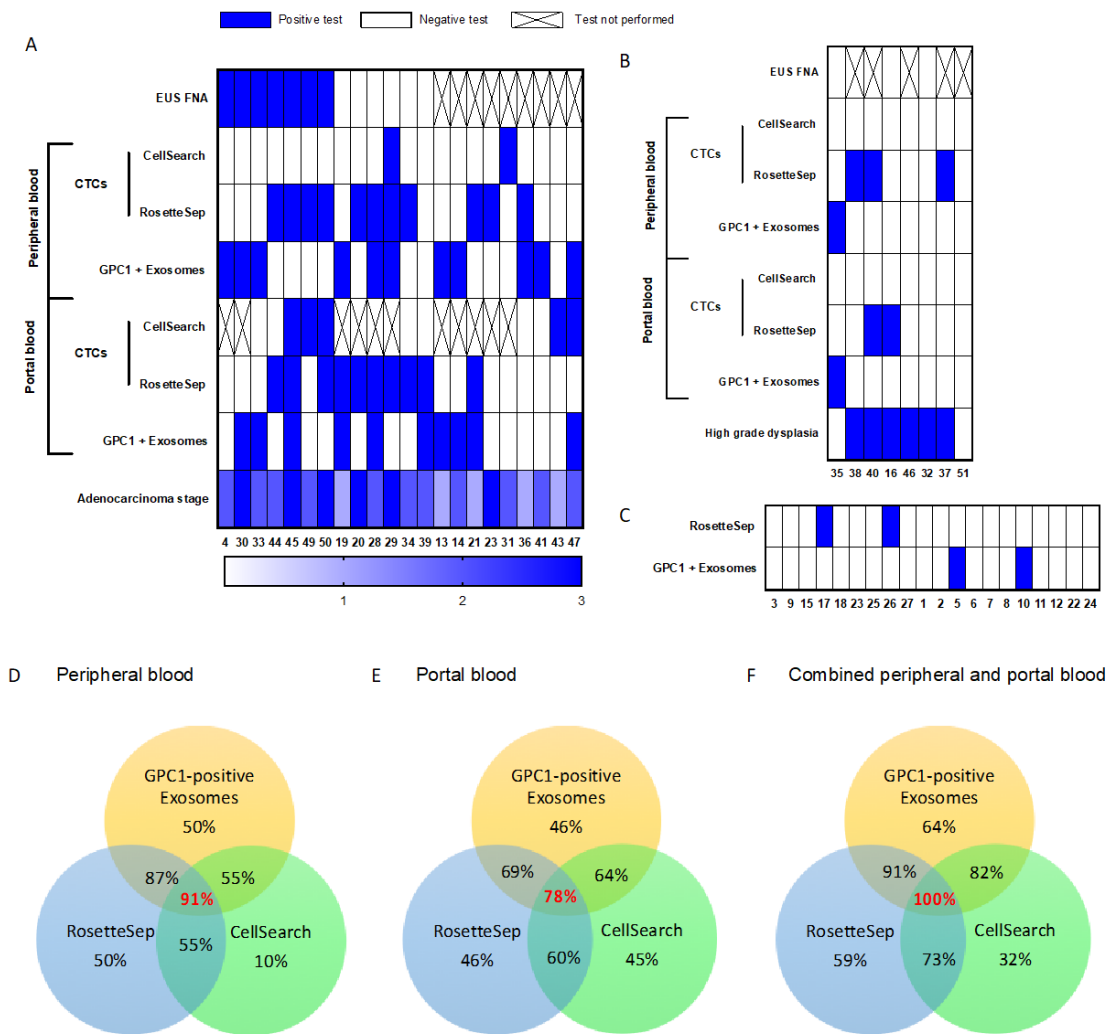 Positive test Negative test Test not performed
A
EUS FNA
CellSearch
CTCs
RosetteSep
Peripheral blood
GPC1 + Exosomes
CellSearch
CTCs
RosetteSep
Portal blood
GPC1 + Exosomes
Adenocarcinoma stage
4 30 33 44 45 49 50 19 20 28 29 34 39 13 14 21 23 31 36 41 43 47
1 2 3
B
EUS FNA
CellSearch
CTCs
RosetteSep
Peripheral blood
GPC1 + Exosomes
CellSearch
CTCs
RosetteSep
Portal blood
GPC1 + Exosomes
High grade dysplasia
35 38 40 16 46 32 37 51
C
RosetteSep
GPC1 + Exosomes
3 9 15 17 18 23 25 26 27 1 2 5 6 7 8 10 11 12 22 24
D Peripheral blood
GPC1-positive
Exosomes
50%
87% 55%
91%
RosetteSep
50%
55%
CellSearch
10%
E Portal blood
GPC1-positive
Exosomes
46%
69% 64%
78%
RosetteSep
46%
60%
CellSearch
45%
F Combined peripheral and portal blood
GPC1-positive
Exosomes
64%
91% 82%
100%
RosetteSep
59%
73%
CellSearch
32%